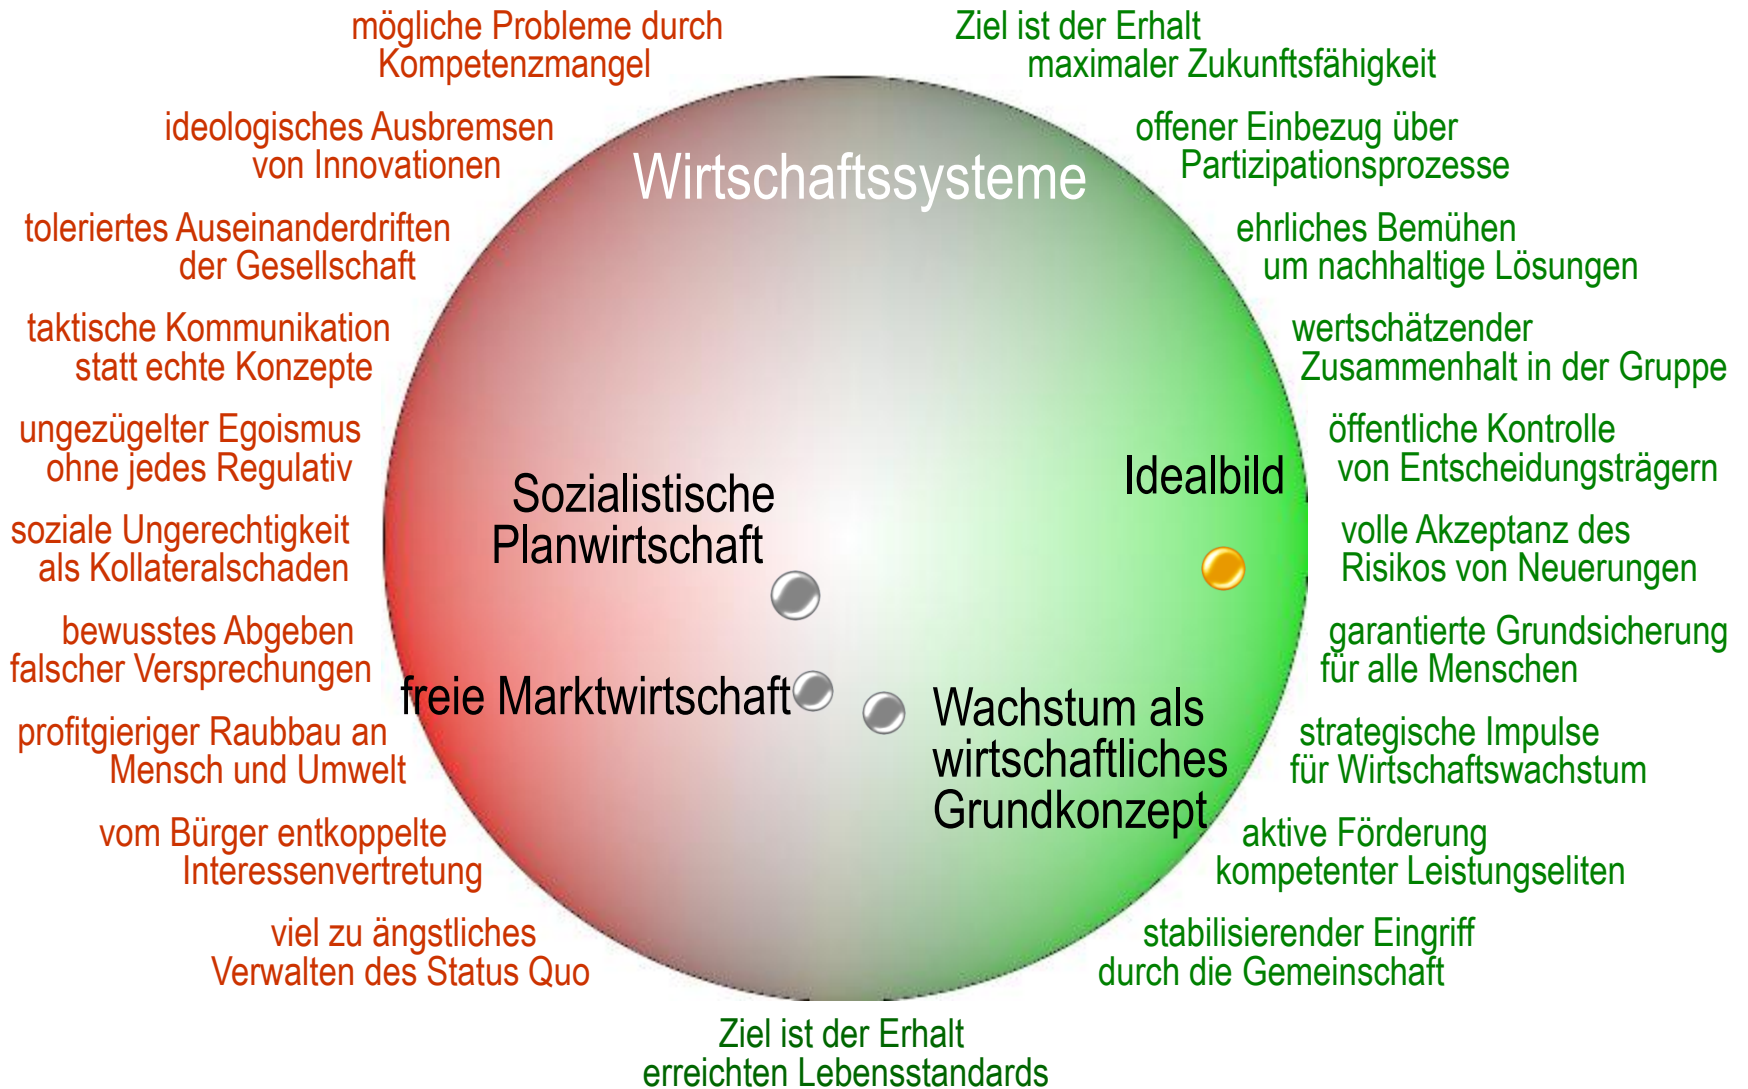 mögliche Probleme durch
Kompetenzmangel
ideologisches Ausbremsen
von Innovationen
toleriertes Auseinanderdriften
der Gesellschaft
taktische Kommunikation
statt echte Konzepte
ungezügelter Egoismus
ohne jedes Regulativ
soziale Ungerechtigkeit
als Kollateralschaden
bewusstes Abgeben
falscher Versprechungen
profitgieriger Raubbau an
Mensch und Umwelt
vom Bürger entkoppelte
Interessenvertretung
viel zu ängstliches
Verwalten des Status Quo
Wirtschaftssysteme
Sozialistische
Planwirtschaft
freie Marktwirtschaft
Wachstum als
wirtschaftliches
Grundkonzept
Idealbild
Ziel ist der Erhalt
maximaler Zukunftsfähigkeit
offener Einbezug über
Partizipationsprozesse
ehrliches Bemühen
um nachhaltige Lösungen
wertschätzender
Zusammenhalt in der Gruppe
öffentliche Kontrolle
von Entscheidungsträgern
volle Akzeptanz des
Risikos von Neuerungen
garantierte Grundsicherung
für alle Menschen
strategische Impulse
für Wirtschaftswachstum
aktive Förderung
kompetenter Leistungseliten
stabilisierender Eingriff
durch die Gemeinschaft
Ziel ist der Erhalt
erreichten Lebensstandards